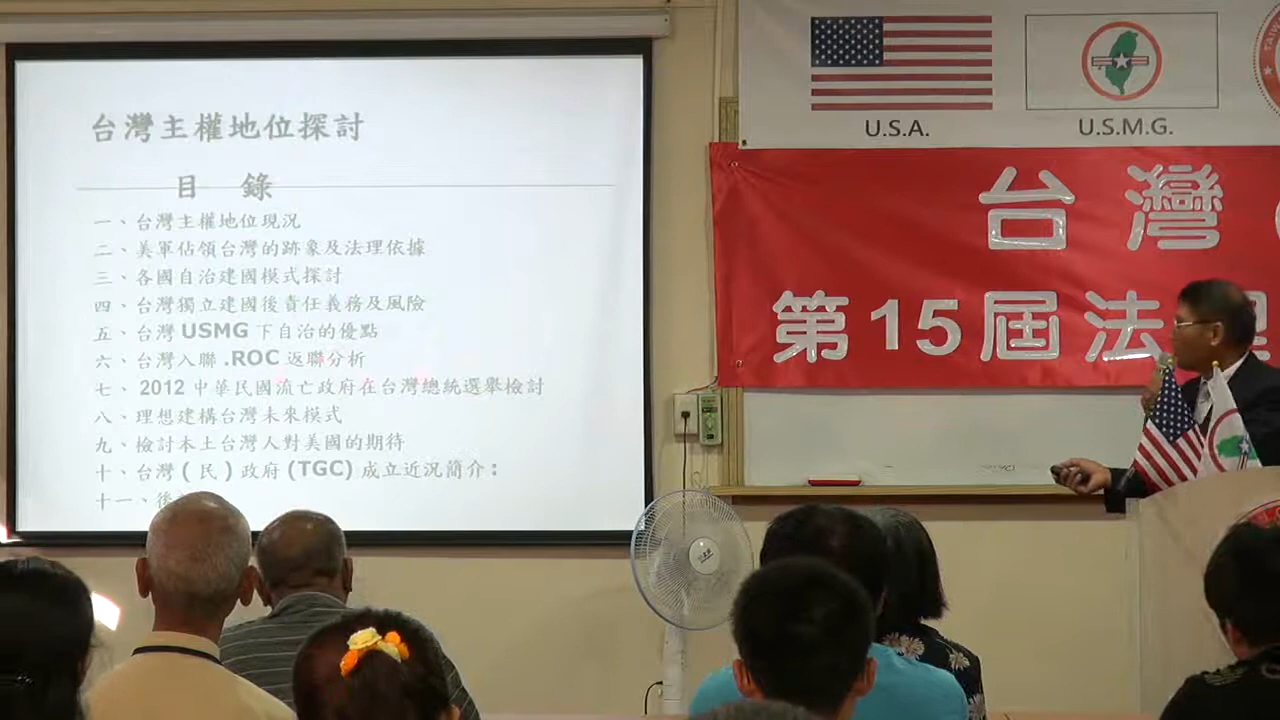 台灣主權地位探討
目 錄
一、台灣主權地位現況
二、美軍佔領台灣的跡象及法理依據
三、各國自治建國模式探討
四、台灣獨立建國後責任義務及風險
五、台灣 USMG 下自治的優點
六、台灣入聯 .ROC 返聯分析
七、 2012 中華民國流亡政府在台灣總統選舉檢討
八、理想建構台灣未來模式
九、檢討本土台灣人對美國的期待
十、台灣 ( 民 ) 政府 (TGC) 成立近況簡介 :
十一、後
U.S.A.
U.S.M.G.
台灣
第15屆法理